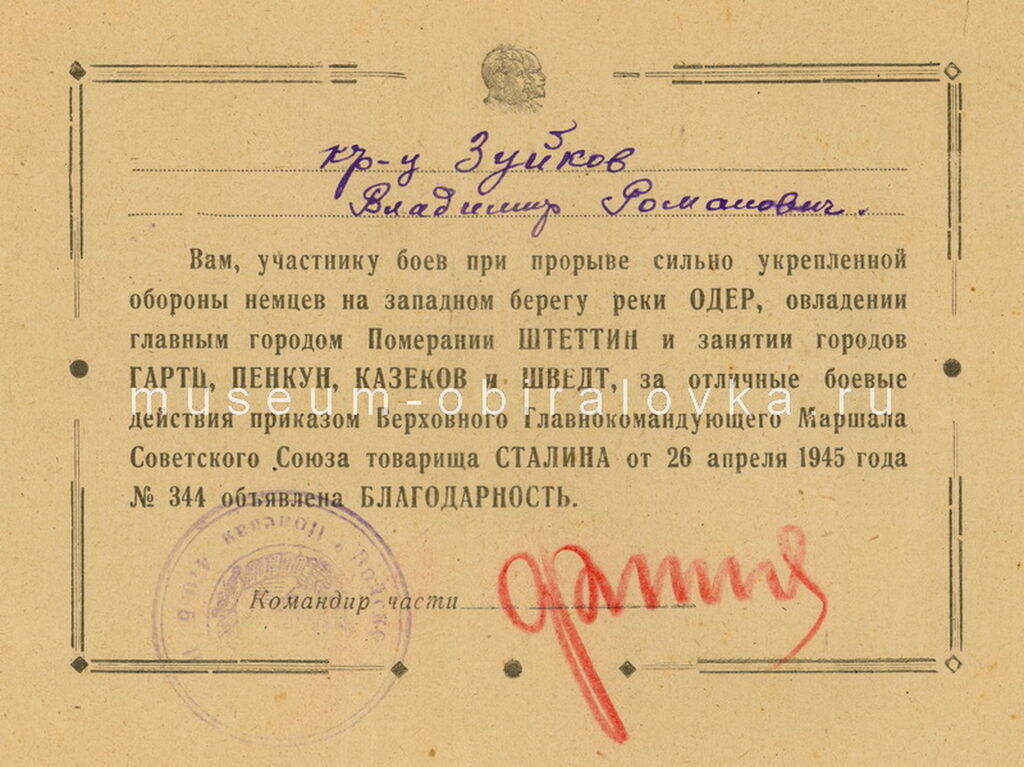 кр-цу Зуйков
Владимир Романович.
Вам, участнику боев при прорыве сильно укрепленной
обороны немцев на западном берегу реки ОДЕР, овладении
главным городом Померании ШТЕТТИН и занятии городов
ГАРТЦ, ПЕНКУН, КАЗЕКОВ и ШВЕДТ, за отличные боевые
museum-obiralovka.ru
действия приказом Верховного Главнокомандующего Маршала
Советского Союза товарища СТАЛИНА от 26 апреля 1945 года
№ 344 объявлена БЛАГОДАРНОСТЬ.
Командир части